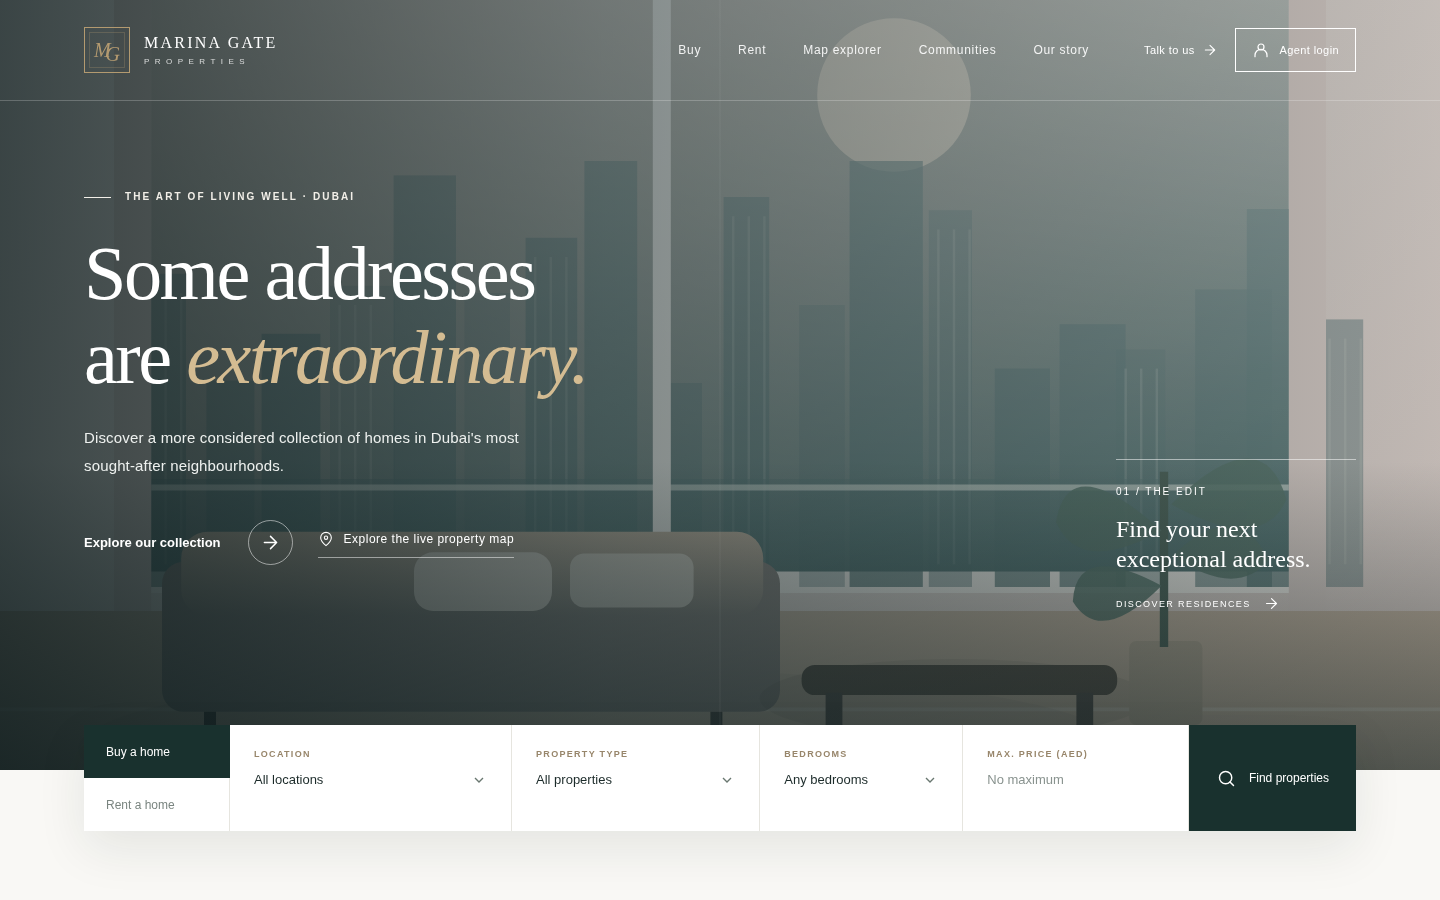 MG
MARINA GATE
PROPERTIES
Buy
Rent
Map explorer
Communities
Our story
Talk to us
Agent login
THE ART OF LIVING WELL · DUBAI
Some addresses
are extraordinary.
Discover a more considered collection of homes in Dubai's most
sought-after neighbourhoods.
Explore our collection
Explore the live property map
01 / THE EDIT
Find your next
exceptional address.
DISCOVER RESIDENCES
Buy a home
Rent a home
LOCATION
All locations
PROPERTY TYPE
All properties
BEDROOMS
Any bedrooms
MAX. PRICE (AED)
No maximum
Find properties